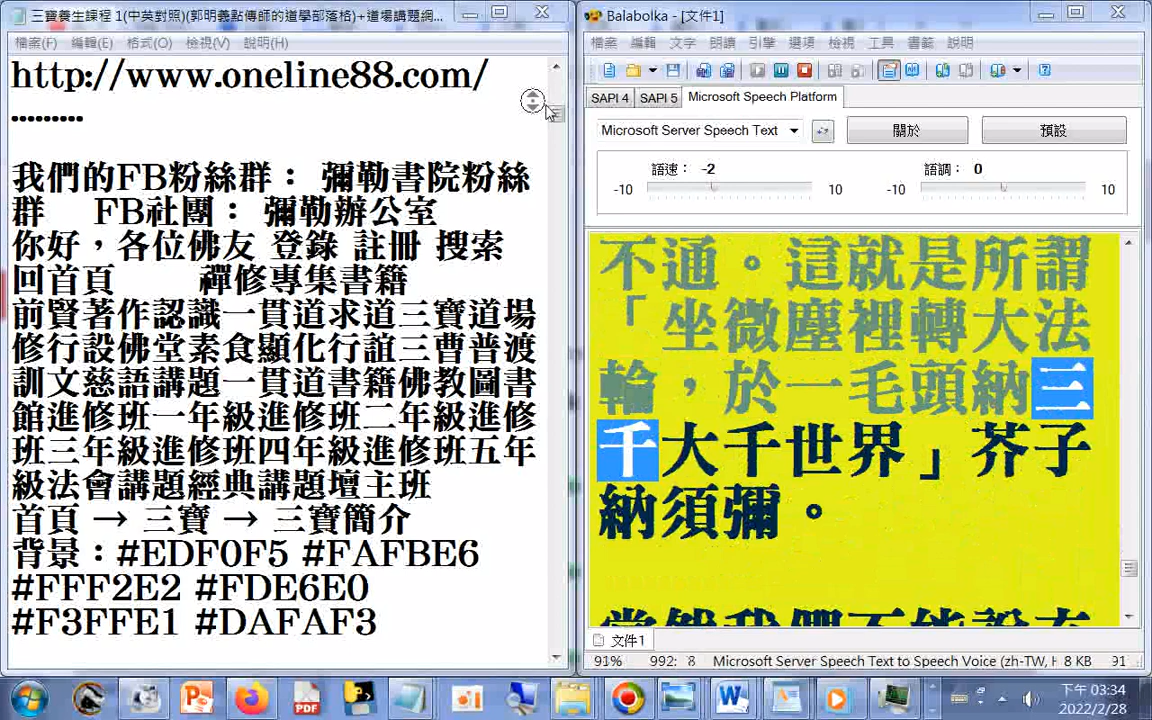 三寶養生課程 1(中英對照)(郭明義點傳師的道學部落格)+道場講題網...
檔案(F) 編輯(E) 格式(O) 檢視(V) 說明(H)
http://www.oneline88.com/
.........
我們的FB粉絲群： 彌勒書院粉絲
群 FB社團： 彌勒辦公室
你好，各位佛友 登錄 註冊 搜索
回首頁 禪修專集書籍
前賢著作認識一貫道求道三寶道場
修行設佛堂素食顯化行誼三曹普渡
訓文慈語講題一貫道書籍佛教圖書
館進修班一年級進修班二年級進修
班三年級進修班四年級進修班五年
級法會講題經典講題壇主班
首頁 → 三寶 → 三寶簡介
背景：#EDF0F5 #FAFBE6
#FFF2E2 #FDE6E0
#F3FFE1 #DAFAF3
Balabolka - [文件1]
檔案 編輯 文字 朗讀 引擎 選項 檢視 工具 書籤 說明
SAPI 4 SAPI 5 Microsoft Speech Platform
Microsoft Server Speech Text 關於 預設
語速： -2 語調： 0
-10 10 -10 10
不通。這就是所謂
「坐微塵裡轉大法
輪，於一毛頭納三
千大千世界」芥子
納須彌。
當然我們不能說在
文件1
91% 992: 8 Microsoft Server Speech Text to Speech Voice (zh-TW, H 8 KB 91
下午 03:34
2022/2/28